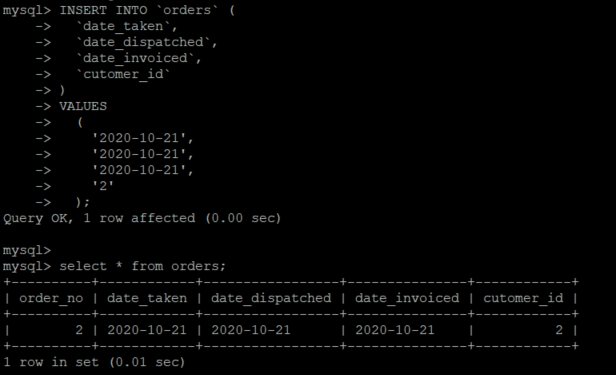 mysql> INSERT INTO `orders` (
    ->   `date_taken`,
    ->   `date_dispatched`,
    ->   `date_invoiced`,
    ->   `cutomer_id`
    -> )
    -> VALUES
    ->   (
    ->     '2020-10-21',
    ->     '2020-10-21',
    ->     '2020-10-21',
    ->     '2'
    ->   );
Query OK, 1 row affected (0.00 sec)
mysql>
mysql> select * from orders;
+----------+------------+-----------------+---------------+------------+
| order_no | date_taken | date_dispatched | date_invoiced | cutomer_id |
+----------+------------+-----------------+---------------+------------+
|        2 | 2020-10-21 | 2020-10-21      | 2020-10-21    |          2 |
+----------+------------+-----------------+---------------+------------+
1 row in set (0.01 sec)